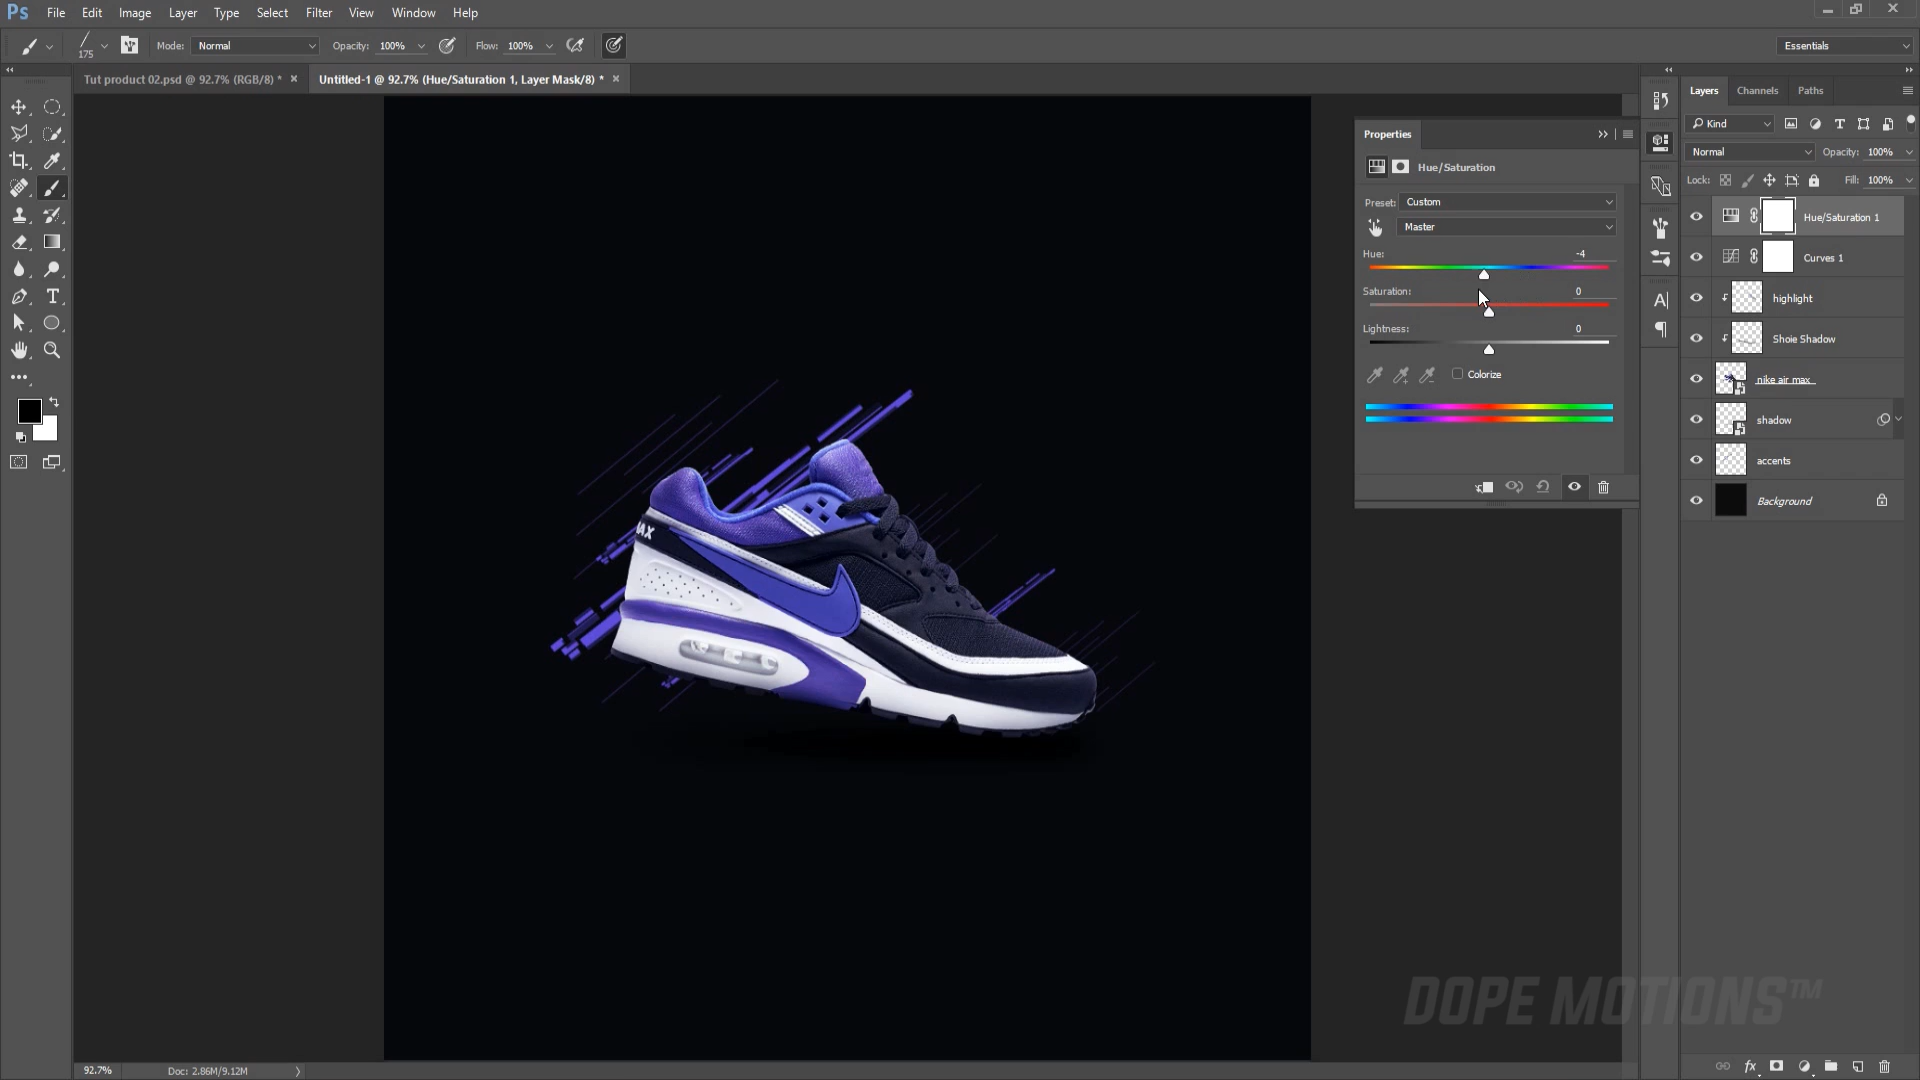 Ps File Edit Image Layer Type Select Filter View Window Help
175 Mode: Normal Opacity: 100% Flow: 100% Essentials
Tut product 02.psd @ 92.7% (RGB/8) * × Untitled-1 @ 92.7% (Hue/Saturation 1, Layer Mask/8) * ×
Layers Channels Paths
Kind
Normal Opacity: 100%
Lock: Fill: 100%
Hue/Saturation 1
Curves 1
highlight
Shoie Shadow
nike air max
shadow
accents
Background
Properties
Hue/Saturation
Preset: Custom
Master
Hue: -4
Saturation: 0
Lightness: 0
Colorize
MAX
DOPE MOTIONS™
92.7% Doc: 2.86M/9.12M